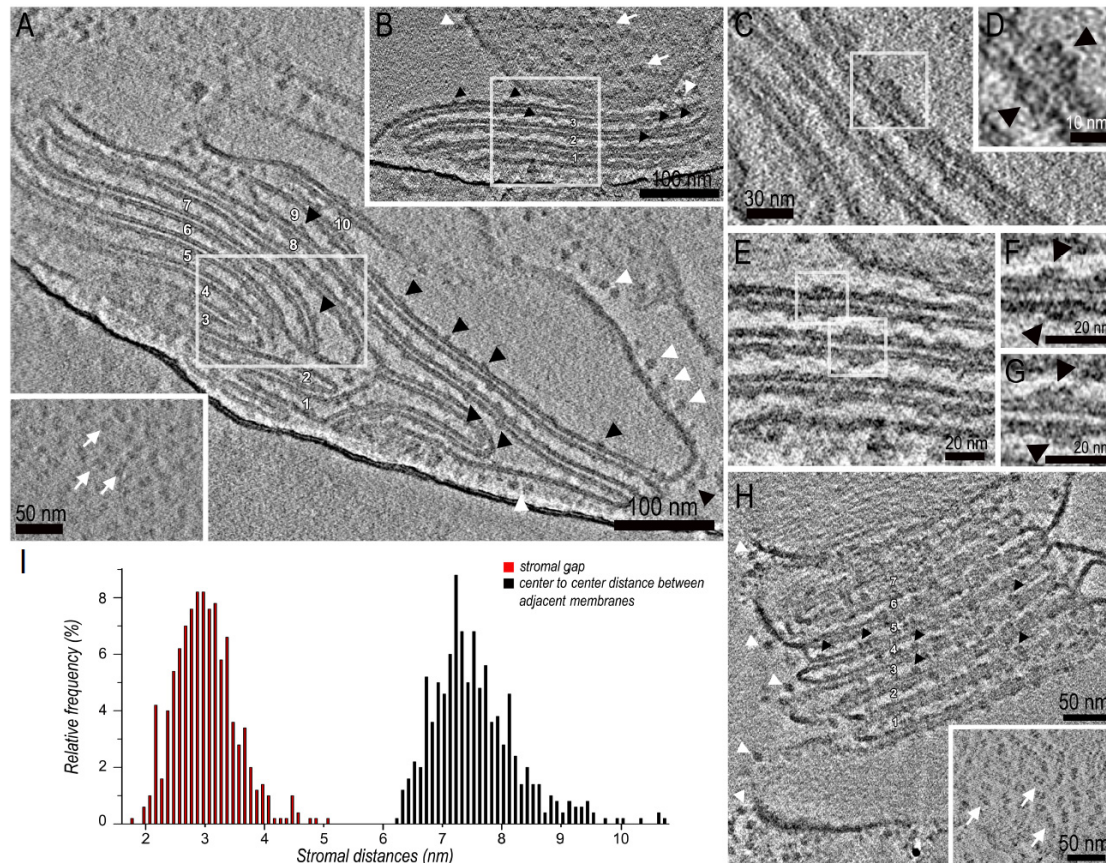 A
7
6
5
4
3
2
1
9
8
10
100 nm
50 nm
B
3
2
1
100 nm
C
30 nm
D
10 nm
E
20 nm
F
20 nm
G
20 nm
H
7
6
5
4
3
2
1
50 nm
50 nm
I
stromal gap
center to center distance between
adjacent membranes
Relative frequency (%)
8
6
4
2
0
2 3 4 5 6 7 8 9 10
Stromal distances (nm)